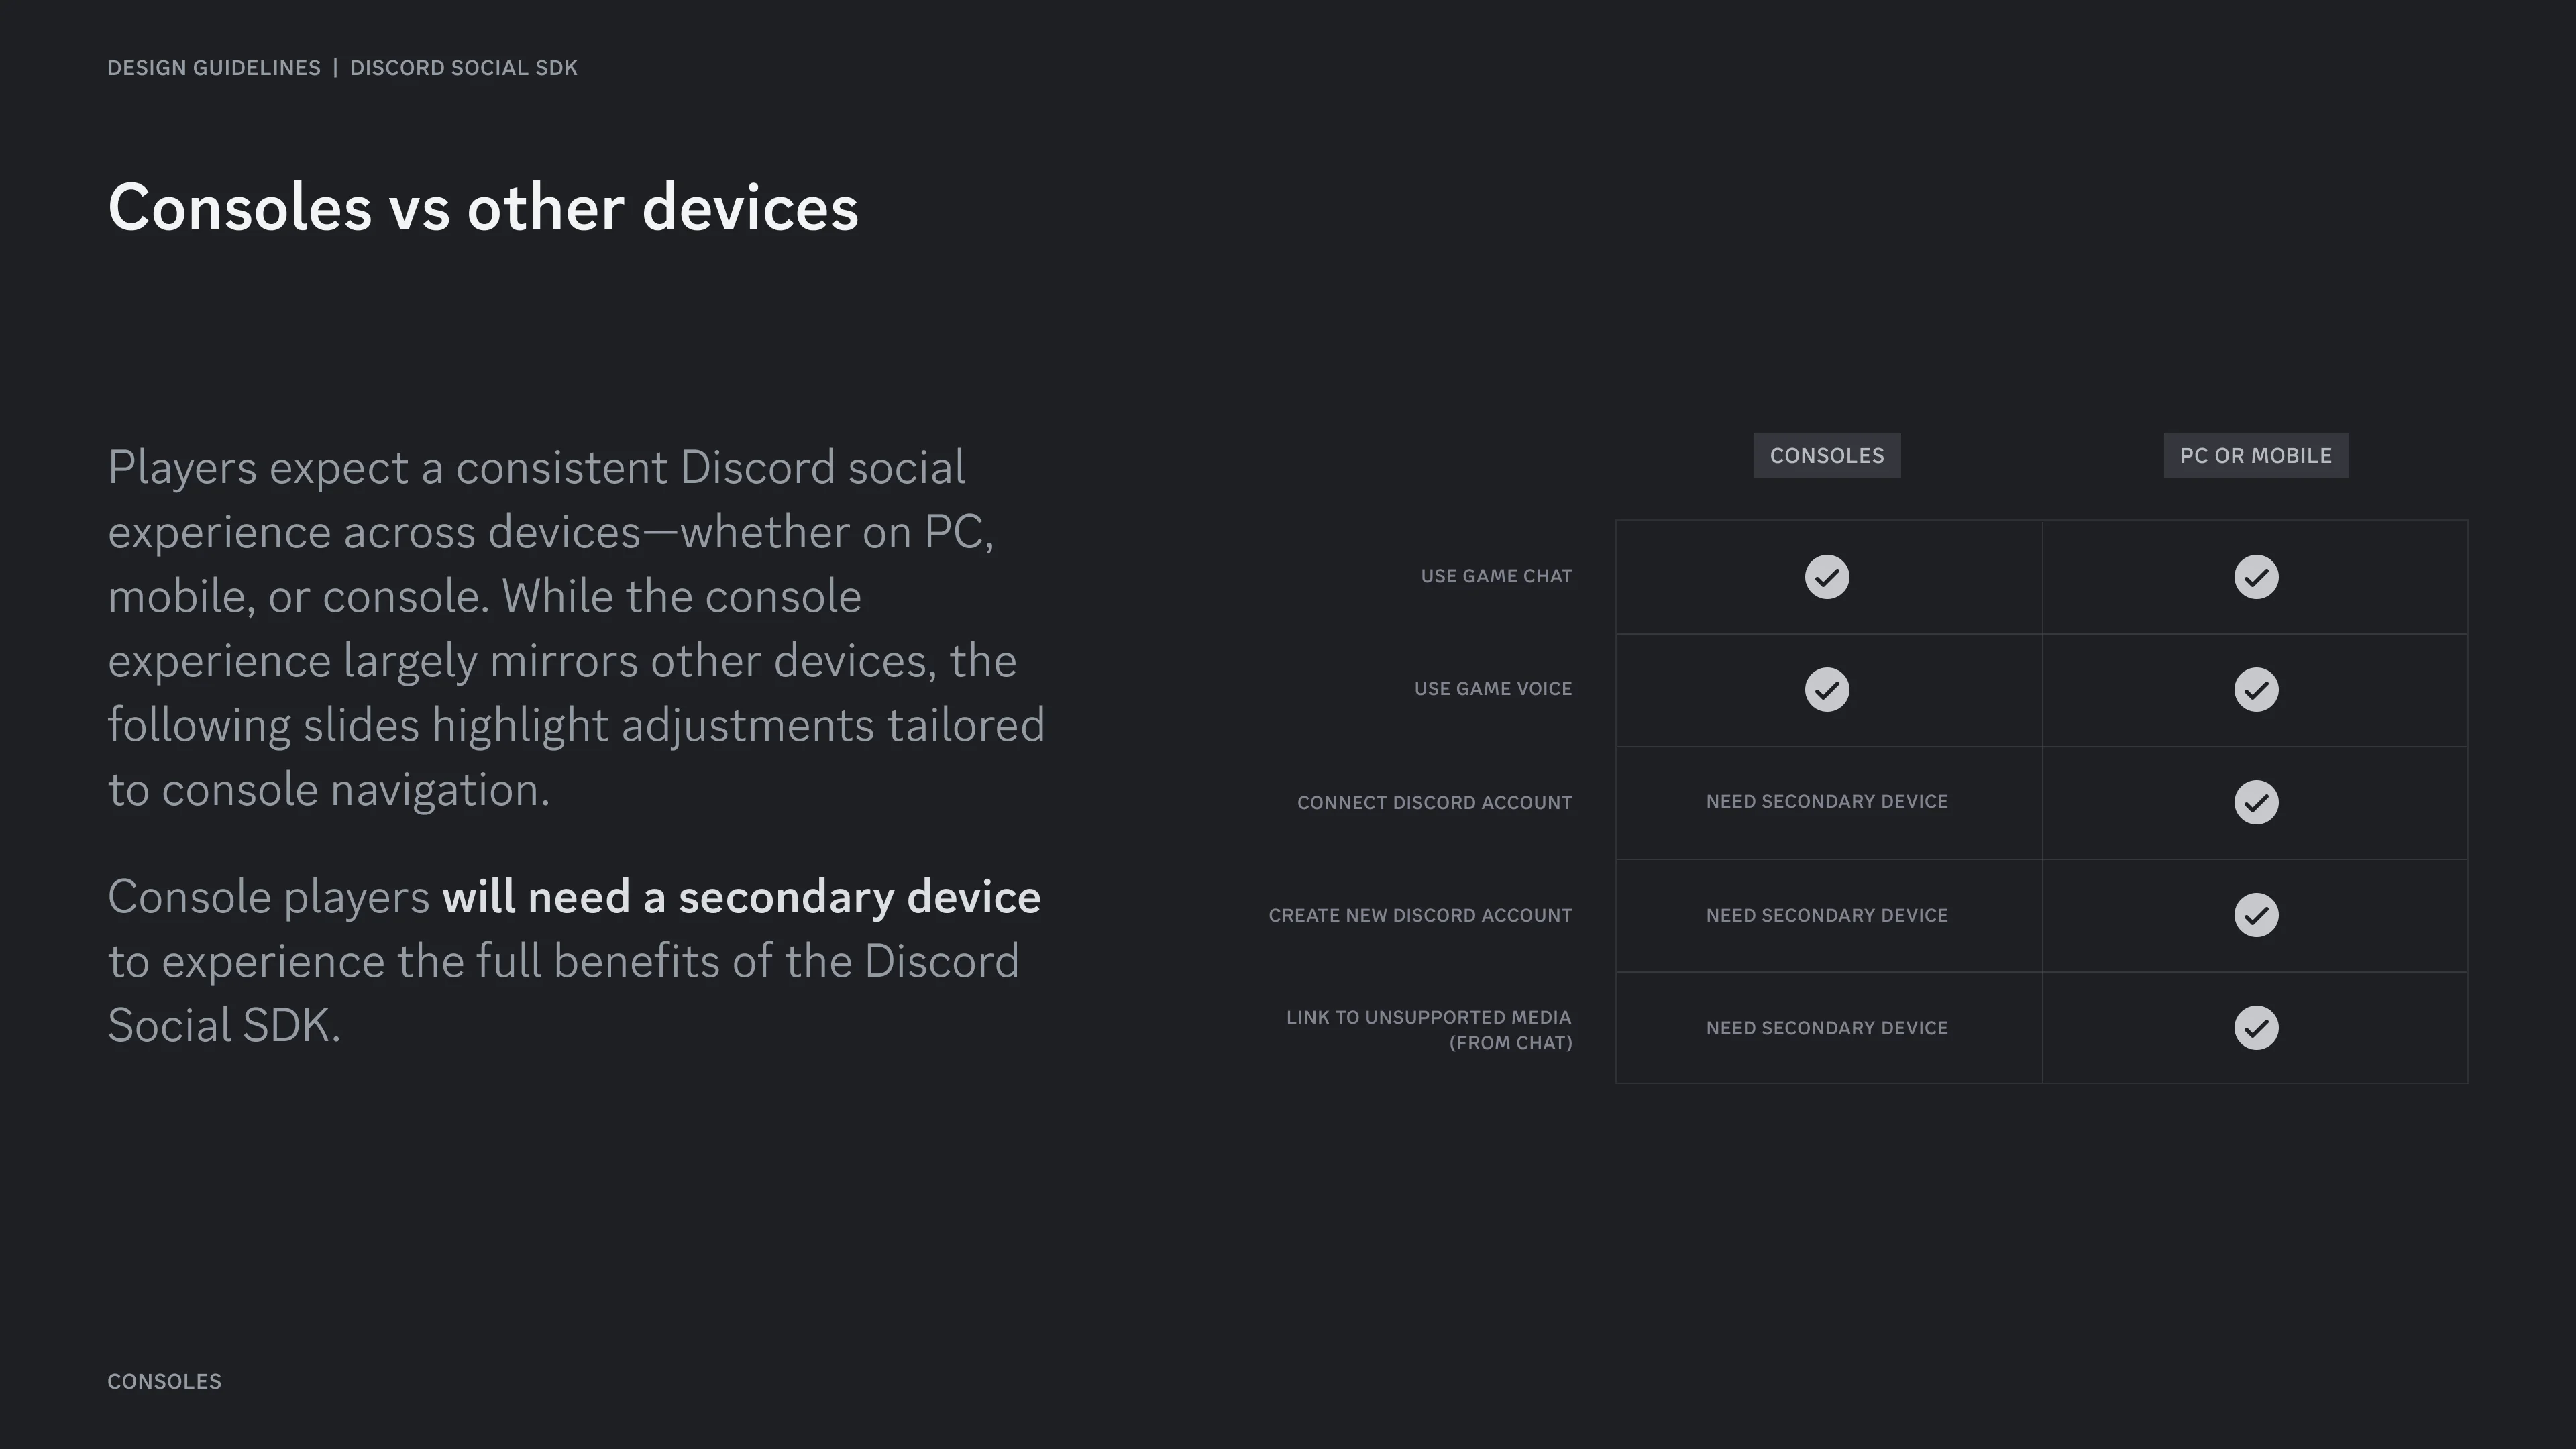 DESIGN GUIDELINES | DISCORD SOCIAL SDK
Consoles vs other devices
Players expect a consistent Discord social
experience across devices—whether on PC,
mobile, or console. While the console
experience largely mirrors other devices, the
following slides highlight adjustments tailored
to console navigation.
Console players will need a secondary device
to experience the full benefits of the Discord
Social SDK.
CONSOLES
PC OR MOBILE
USE GAME CHAT
USE GAME VOICE
CONNECT DISCORD ACCOUNT
NEED SECONDARY DEVICE
CREATE NEW DISCORD ACCOUNT
NEED SECONDARY DEVICE
LINK TO UNSUPPORTED MEDIA
(FROM CHAT)
NEED SECONDARY DEVICE
CONSOLES